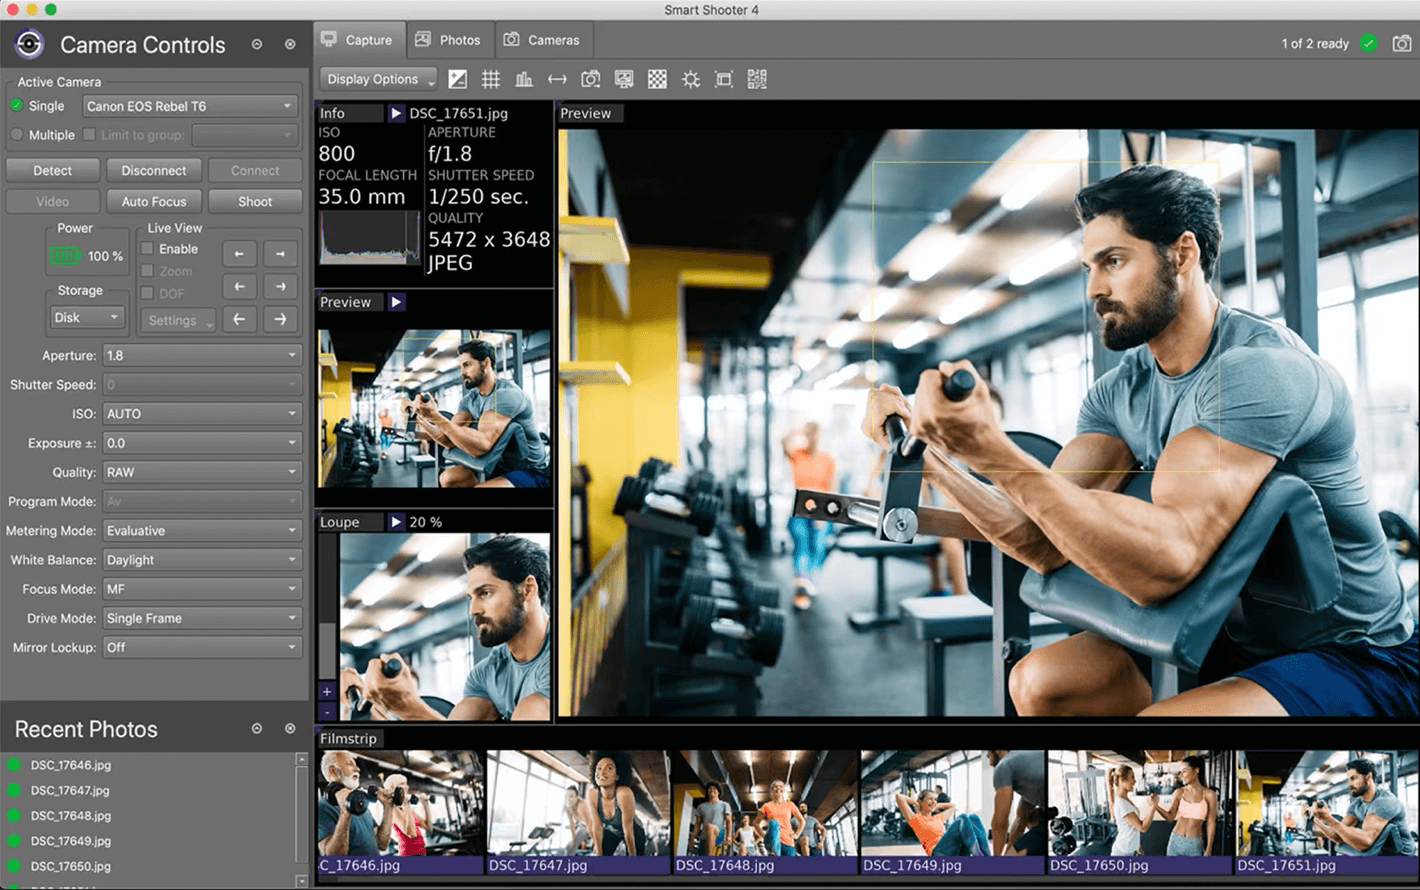 Smart Shooter 4
Camera Controls
Active Camera
Single Canon EOS Rebel T6
Multiple Limit to group:
Detect Disconnect Connect
Video Auto Focus Shoot
Power
100 %
Storage
Disk
Live View
Enable
Zoom
DOF
Settings
Aperture: 1.8
Shutter Speed: 0
ISO: AUTO
Exposure ±: 0.0
Quality: RAW
Program Mode: Av
Metering Mode: Evaluative
White Balance: Daylight
Focus Mode: MF
Drive Mode: Single Frame
Mirror Lockup: Off
Recent Photos
DSC_17646.jpg
DSC_17647.jpg
DSC_17648.jpg
DSC_17649.jpg
DSC_17650.jpg
Capture Photos Cameras
1 of 2 ready
Display Options
Info DSC_17651.jpg
ISO
800
APERTURE
f/1.8
FOCAL LENGTH
35.0 mm
SHUTTER SPEED
1/250 sec.
QUALITY
5472 x 3648
JPEG
Preview
Loupe 20 %
+
-
Preview
Filmstrip
C_17646.jpg DSC_17647.jpg DSC_17648.jpg DSC_17649.jpg DSC_17650.jpg DSC_17651.jpg